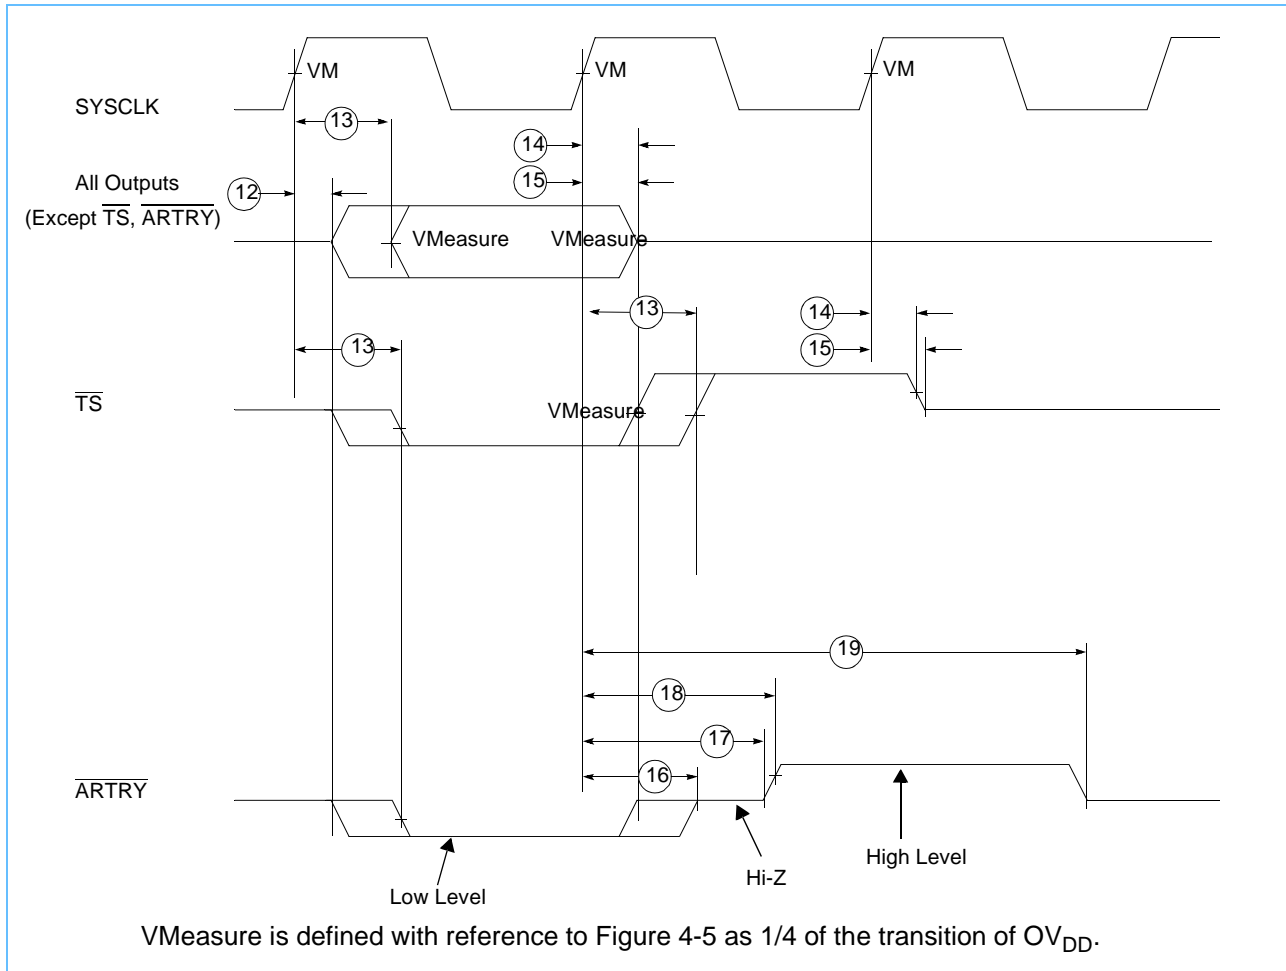 VM
VM
VM
SYSCLK
13
14
15
All Outputs
12
(Except TS, ARTRY)
VMeasure
VMeasure
13
14
13
15
TS
VMeasure
19
18
17
16
ARTRY
High Level
Hi-Z
Low Level
VMeasure is defined with reference to Figure 4-5 as 1/4 of the transition of OVDD.